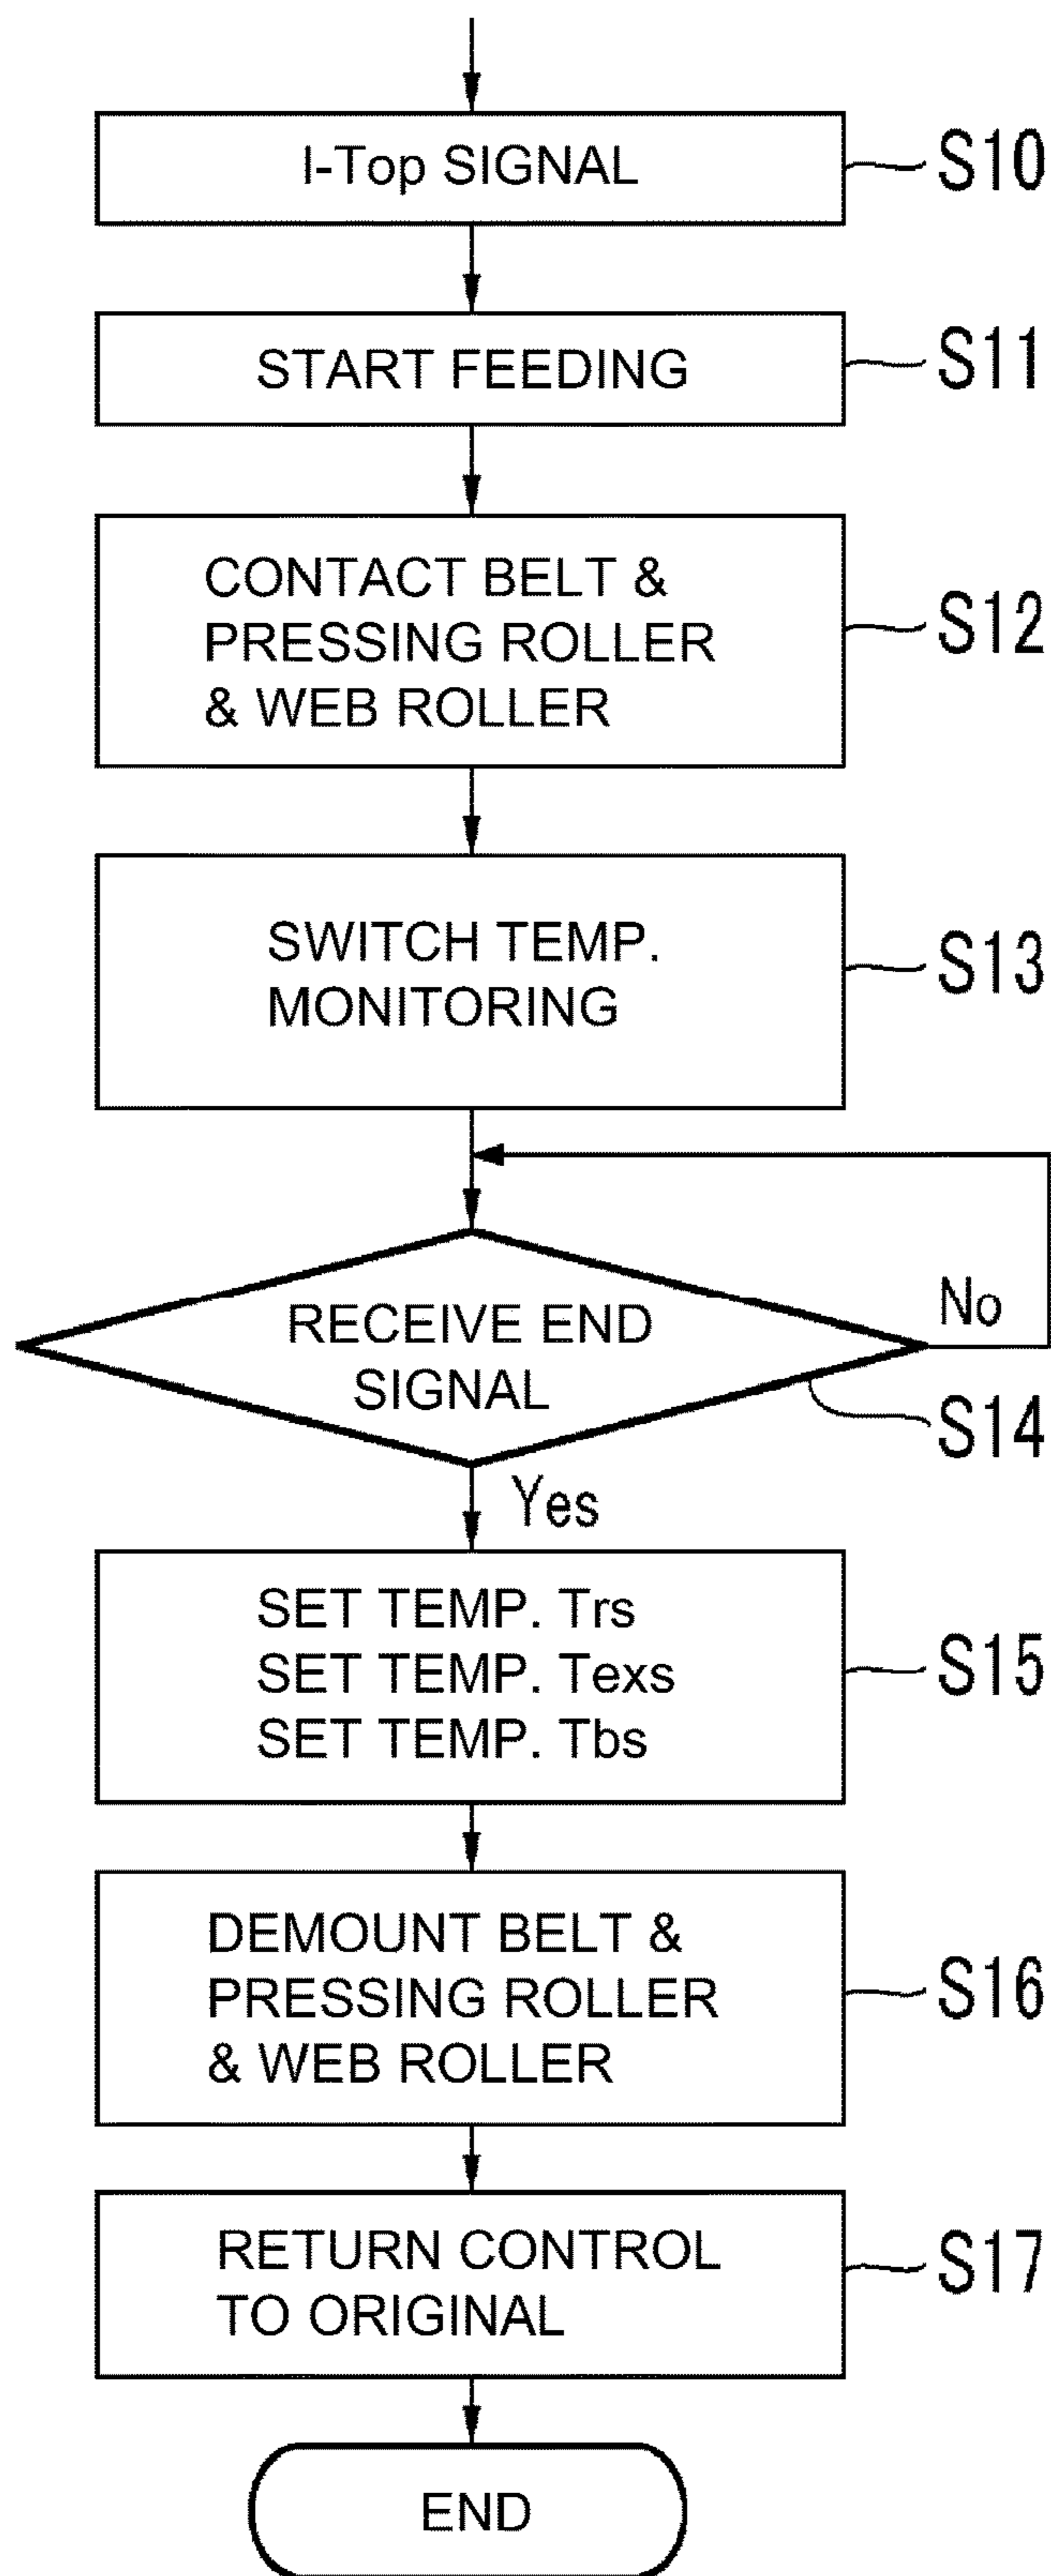 I-Top SIGNAL
S10
START FEEDING
S11
CONTACT BELT &
PRESSING ROLLER
& WEB ROLLER
S12
SWITCH TEMP.
MONITORING
S13
RECEIVE END
SIGNAL
No
S14
Yes
SET TEMP. Trs
SET TEMP. Texs
SET TEMP. Tbs
S15
DEMOUNT BELT &
PRESSING ROLLER
& WEB ROLLER
S16
RETURN CONTROL
TO ORIGINAL
S17
END